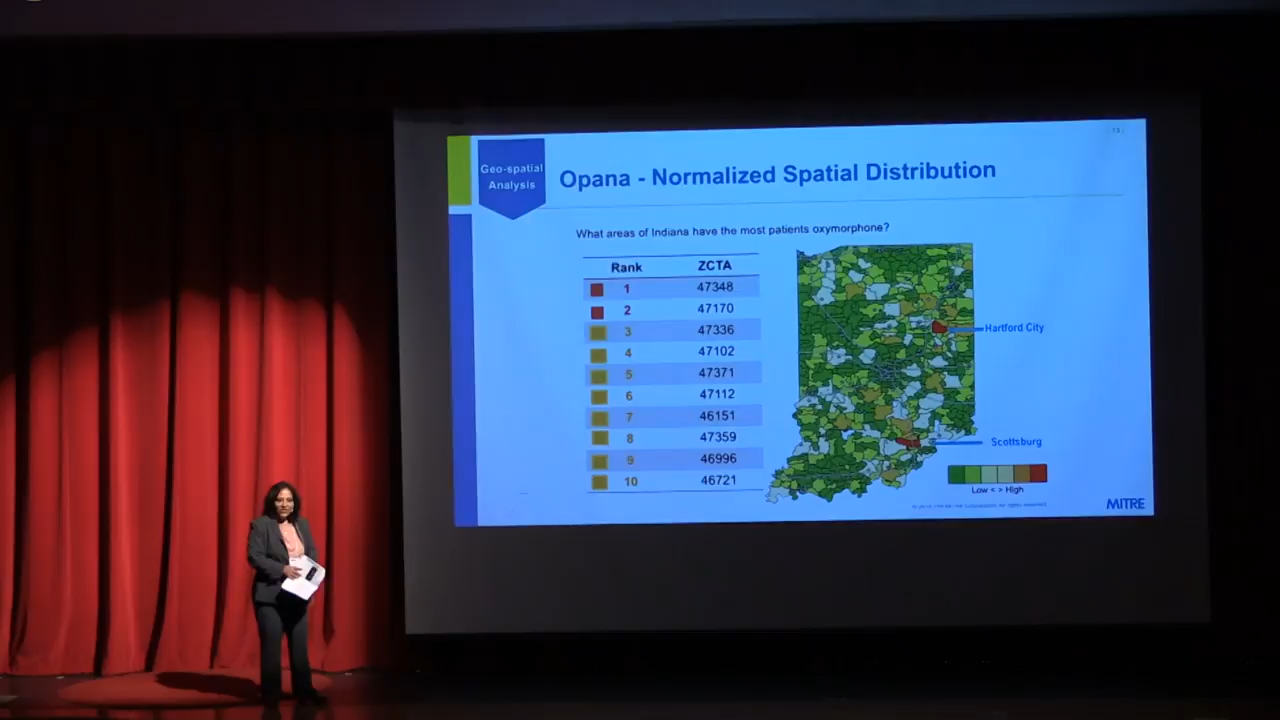 13
Geo-spatial
Analysis
Opana - Normalized Spatial Distribution
What areas of Indiana have the most patients oxymorphone?
Rank ZCTA
1 47348
2 47170
3 47336
4 47102
5 47371
6 47112
7 46151
8 47359
9 46996
10 46721
Hartford City
Scottsburg
Low < > High
MITRE